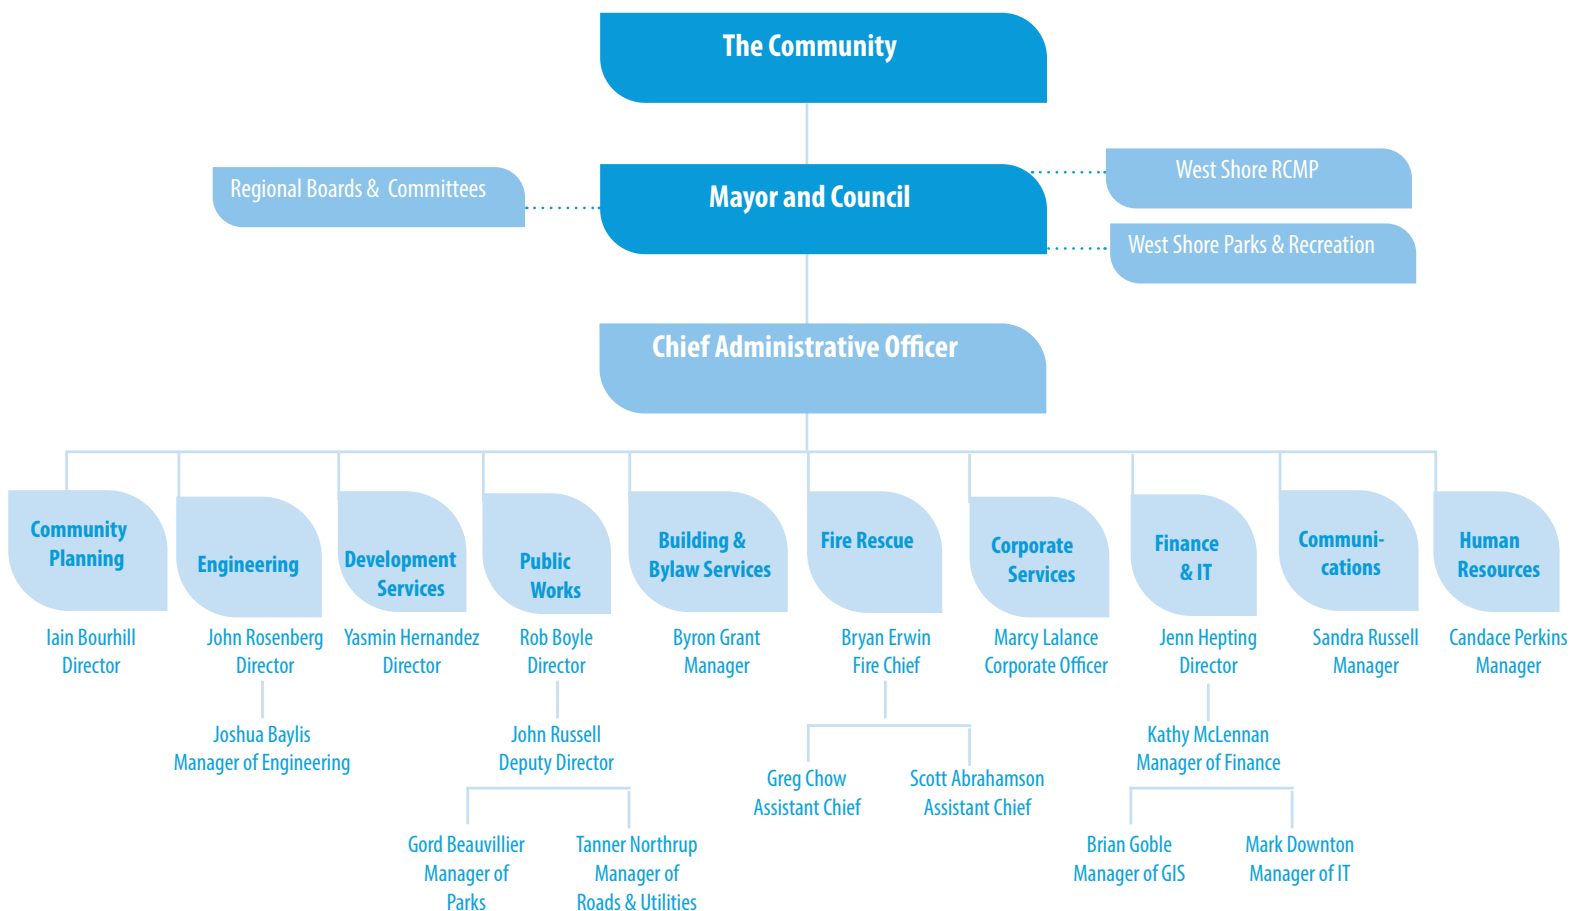 The Community
Regional Boards & Committees
Mayor and Council
West Shore RCMP
West Shore Parks & Recreation
Chief Administrative Officer
Community
Planning
Iain Bourhill
Director
Engineering
John Rosenberg
Director
Joshua Baylis
Manager of Engineering
Development
Services
Yasmin Hernandez
Director
Public
Works
Rob Boyle
Director
John Russell
Deputy Director
Gord Beauvillier
Manager of
Parks
Tanner Northrup
Manager of
Roads & Utilities
Building &
Bylaw Services
Byron Grant
Manager
Fire Rescue
Bryan Erwin
Fire Chief
Greg Chow
Assistant Chief
Scott Abrahamson
Assistant Chief
Corporate
Services
Marcy Lalance
Corporate Officer
Finance
& IT
Jenn Hepting
Director
Kathy McLennan
Manager of Finance
Brian Goble
Manager of GIS
Mark Downton
Manager of IT
Communi-
cations
Sandra Russell
Manager
Human
Resources
Candace Perkins
Manager